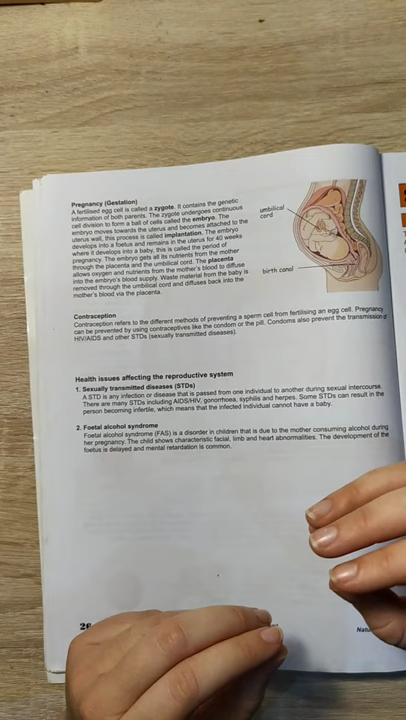 Pregnancy (Gestation)
A fertilised egg cell is called a zygote. It contains the genetic
information of both parents. The zygote undergoes continuous
cell division to form a ball of cells called the embryo. The
embryo moves towards the uterus and becomes attached to the
uterus wall, this process is called implantation. The embryo
develops into a foetus and remains in the uterus for 40 weeks
where it develops into a baby, this is called the period of
pregnancy. The embryo gets all its nutrients from the mother
through the placenta and the umbilical cord. The placenta
allows oxygen and nutrients from the mother's blood to diffuse
into the embryo's blood supply. Waste material from the baby is
removed through the umbilical cord and diffuses back into the
mother's blood via the placenta.
umbilical
cord
birth canal
Contraception
Contraception refers to the different methods of preventing a sperm cell from fertilising an egg cell. Pregnancy
can be prevented by using contraceptives like the condom or the pill. Condoms also prevent the transmission of
HIV/AIDS and other STDs (sexually transmitted diseases).
Health issues affecting the reproductive system
1. Sexually transmitted diseases (STDs)
A STD is any infection or disease that is passed from one individual to another during sexual intercourse.
There are many STDs including AIDS/HIV, gonorrhoea, syphilis and herpes. Some STDs can result in the
person becoming infertile, which means that the infected individual cannot have a baby.
2. Foetal alcohol syndrome
Foetal alcohol syndrome (FAS) is a disorder in children that is due to the mother consuming alcohol during
her pregnancy. The child shows characteristic facial, limb and heart abnormalities. The development of the
foetus is delayed and mental retardation is common.